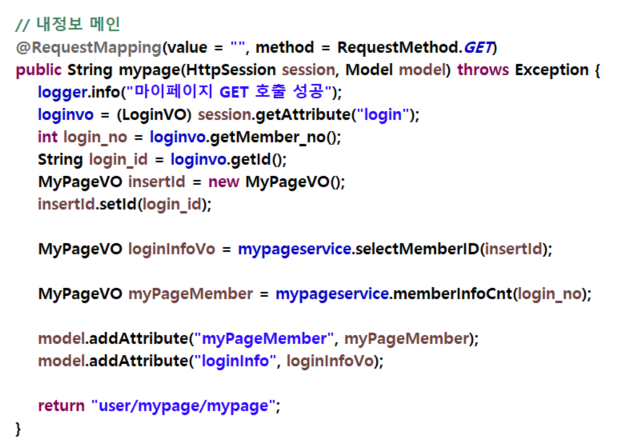 // 내정보 메인
@RequestMapping(value = "", method = RequestMethod.GET)
public String mypage(HttpSession session, Model model) throws Exception {
logger.info("마이페이지 GET 호출 성공");
loginvo = (LoginVO) session.getAttribute("login");
int login_no = loginvo.getMember_no();
String login_id = loginvo.getId();
MyPageVO insertId = new MyPageVO();
insertId.setId(login_id);
MyPageVO loginInfoVo = mypageservice.selectMemberID(insertId);
MyPageVO myPageMember = mypageservice.memberInfoCnt(login_no);
model.addAttribute("myPageMember", myPageMember);
model.addAttribute("loginInfo", loginInfoVo);
return "user/mypage/mypage";
}